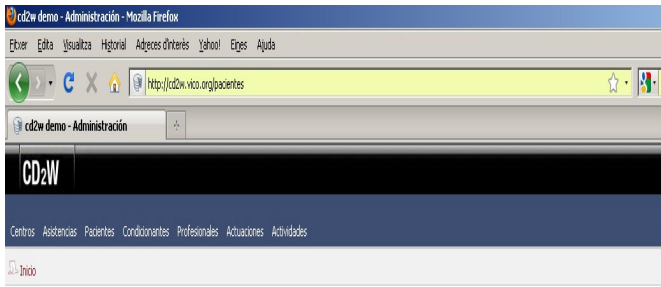 cd2w demo - Administración - Mozilla Firefox
Fitxer Edita Visualitza Historial Adreces d'interès Yahoo! Eines Ajuda
http://cd2w.vico.org/pacientes
cd2w demo - Administración
CD2W
Centros Asistencias Pacientes Condicionantes Profesionales Actuaciones Actividades
Inicio